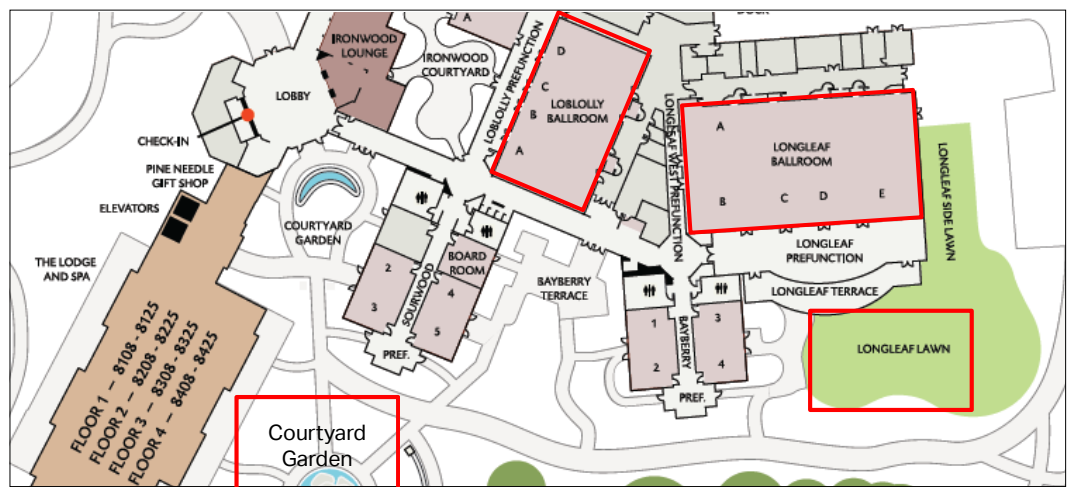 DOCK
A
IRONWOOD
LOUNGE
IRONWOOD
COURTYARD
LOBBY
LOBLOLLY PREFUNCTION
D
C
B
A
LOBLOLLY
BALLROOM
LONGLEAF WEST PREFUNCTION
A
LONGLEAF
BALLROOM
B
C
D
E
LONGLEAF SIDE LAWN
CHECK-IN
PINE NEEDLE
GIFT SHOP
ELEVATORS
COURTYARD
GARDEN
THE LODGE
AND SPA
2
3
SOURWOOD
BOARD
ROOM
4
5
PREF.
BAYBERRY
TERRACE
LONGLEAF
PREFUNCTION
LONGLEAF TERRACE
1
2
BAYBERRY
3
4
PREF.
LONGLEAF LAWN
FLOOR 1 — 8108 - 8125
FLOOR 2 — 8208 - 8225
FLOOR 3 — 8308 - 8325
FLOOR 4 — 8408 - 8425
Courtyard
Garden